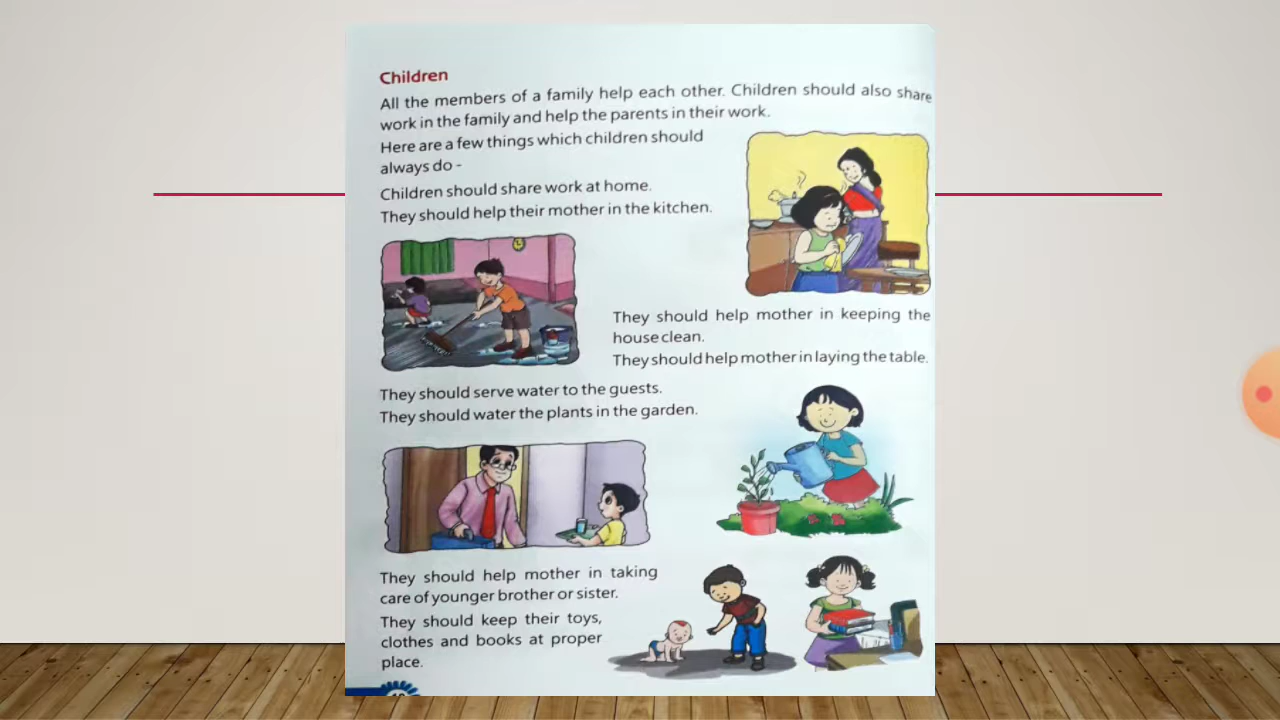 Children
All the members of a family help each other. Children should also share
work in the family and help the parents in their work.
Here are a few things which children should
always do -
Children should share work at home.
They should help their mother in the kitchen.
They should help mother in keeping the
house clean.
They should help mother in laying the table.
They should serve water to the guests.
They should water the plants in the garden.
They should help mother in taking
care of younger brother or sister.
They should keep their toys,
clothes and books at proper
place.